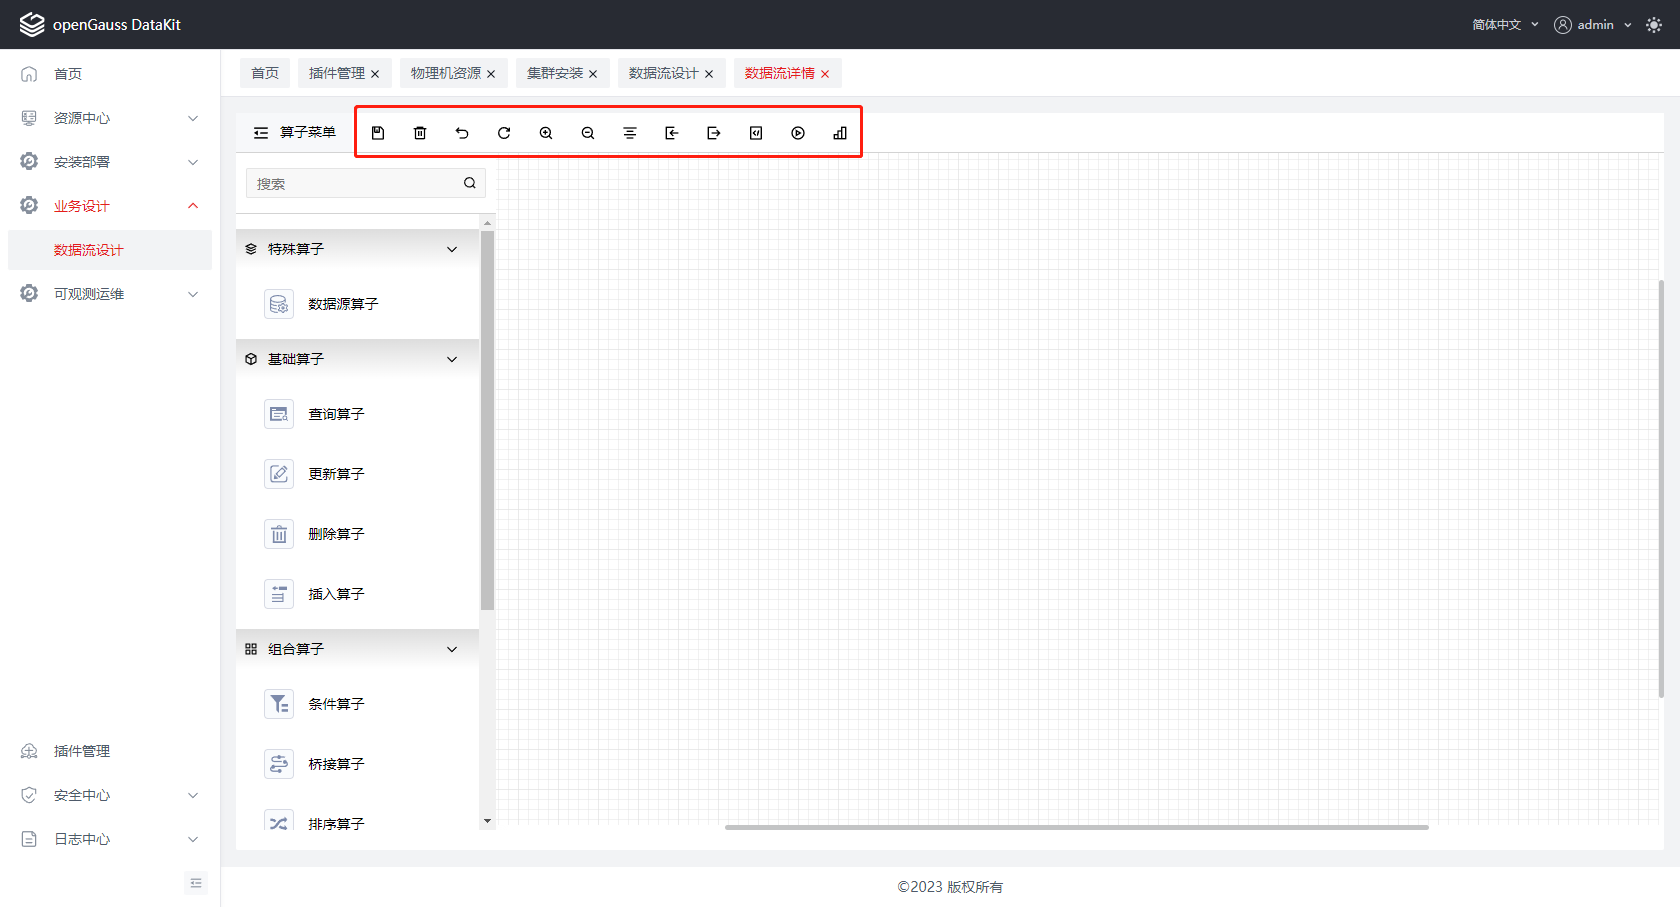 openGauss DataKit
简体中文
admin
首页
资源中心
安装部署
业务设计
数据流设计
可观测运维
插件管理
安全中心
日志中心
首页
插件管理
物理机资源
集群安装
数据流设计
数据流详情
算子菜单
搜索
特殊算子
数据源算子
基础算子
查询算子
更新算子
删除算子
插入算子
组合算子
条件算子
桥接算子
排序算子
©2023 版权所有